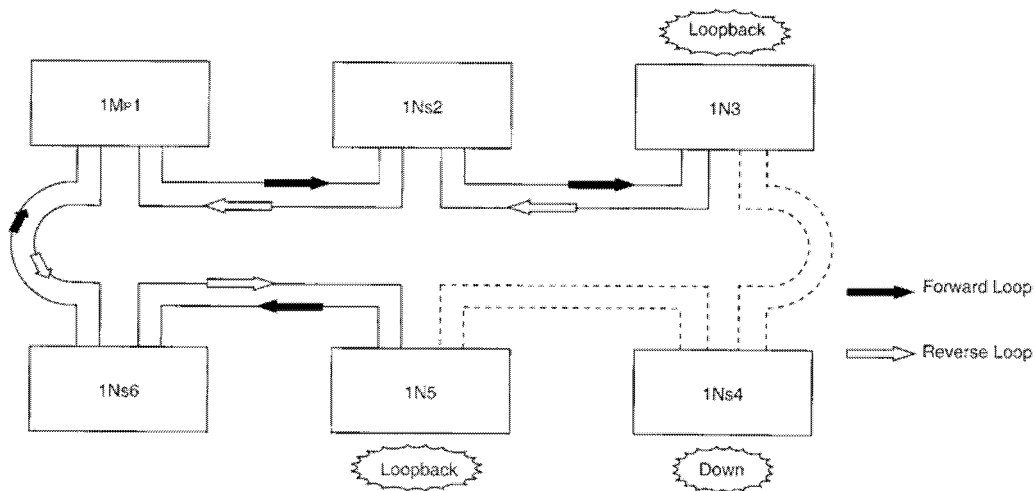 Loopback
1Mp1
1Ns2
1N3
Forward Loop
Reverse Loop
1Ns6
1N5
1Ns4
Loopback
Down